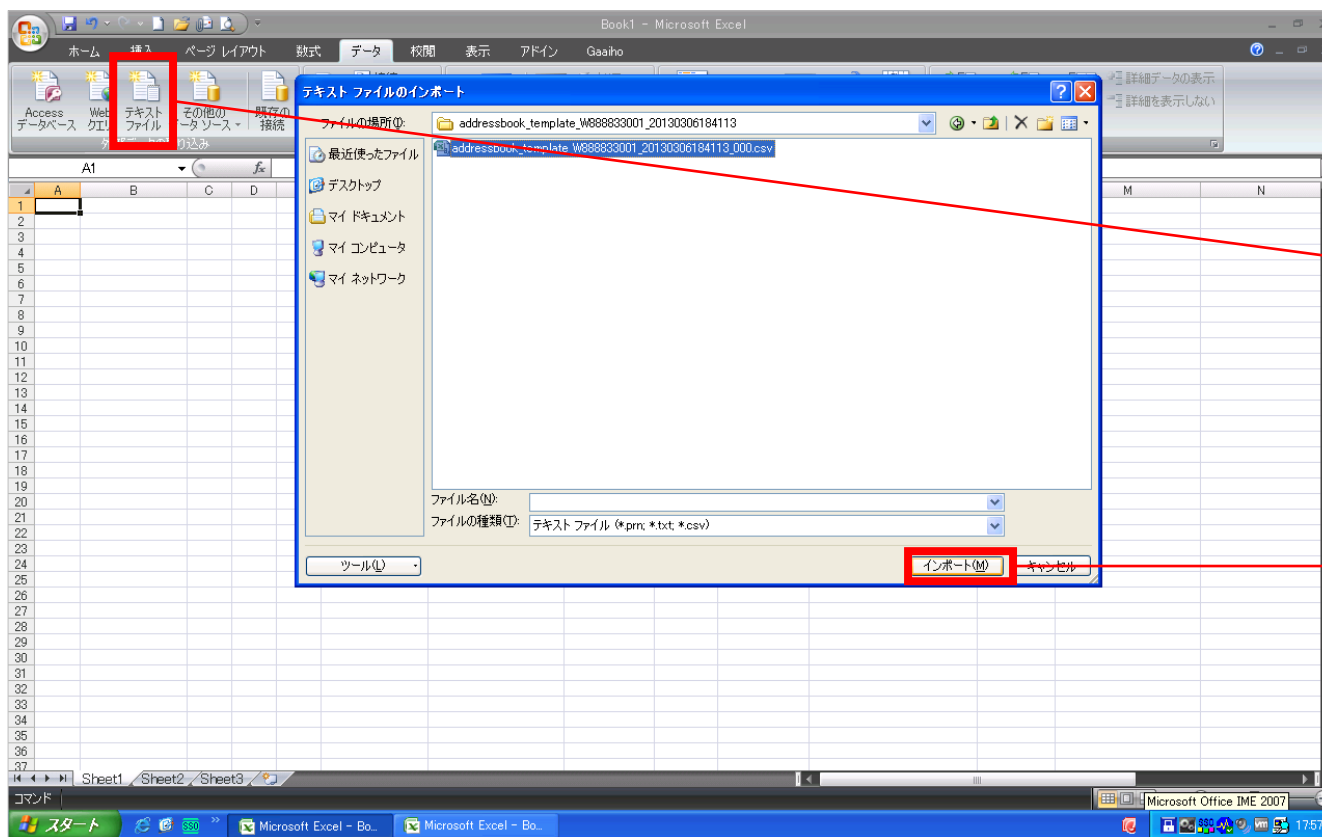 Book1 - Microsoft Excel
ホーム 挿入 ページ レイアウト 数式 データ 校閲 表示 アドイン Gaaiho
Access データベース
Web クエリ
テキスト ファイル
その他の データ ソース
既存の 接続
詳細データの表示
詳細を表示しない
A1
fx
A B C D M N
テキスト ファイルのインポート
ファイルの場所(I):
addressbook_template_W888833001_20130306184113
addressbook_template_W888833001_20130306184113_000.csv
最近使ったファイル
デスクトップ
マイ ドキュメント
マイ コンピュータ
マイ ネットワーク
ファイル名(N):
ファイルの種類(T):
テキスト ファイル (*.prn; *.txt; *.csv)
ツール(L)
インポート(M)
キャンセル
1
2
3
4
5
6
7
8
9
10
11
12
13
14
15
16
17
18
19
20
21
22
23
24
25
26
27
28
29
30
31
32
33
34
35
36
37
Sheet1 Sheet2 Sheet3
コマンド
Microsoft Office IME 2007
スタート
SSO
Microsoft Excel - Bo...
Microsoft Excel - Bo...
17:57